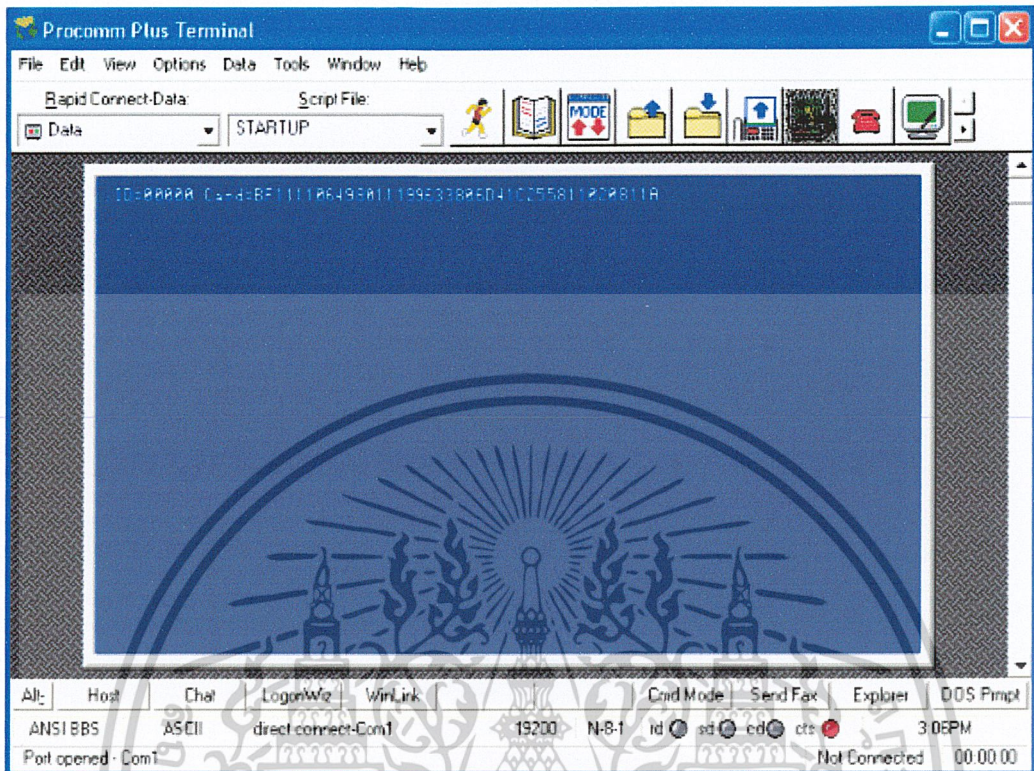 Procomm Plus Terminal
File Edit View Options Data Tools Window Help
Rapid Connect-Data: Script File:
Data STARTUP MODE
ID=00000
Alt- Host Chat LogonWiz WinLink Cmd Mode Send Fax Explorer DOS Prmpt
ANSI BBS ASCII direct connect-Com1 19200 N-8-1 rd sd cd cts 3:06PM
Port opened - Com1 Not Connected 00:00:00